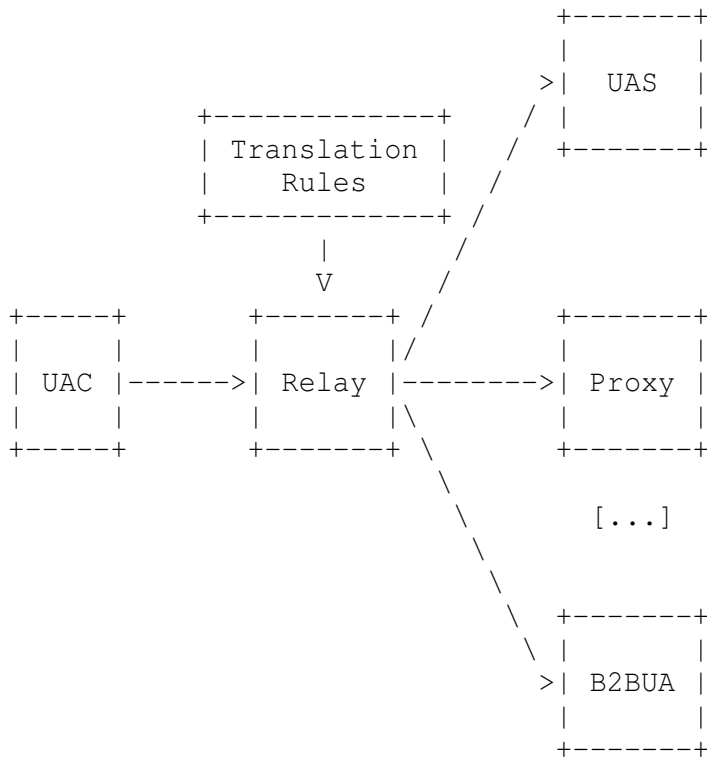 UAS
Translation
Rules
V
UAC
Relay
Proxy
[...]
B2BUA